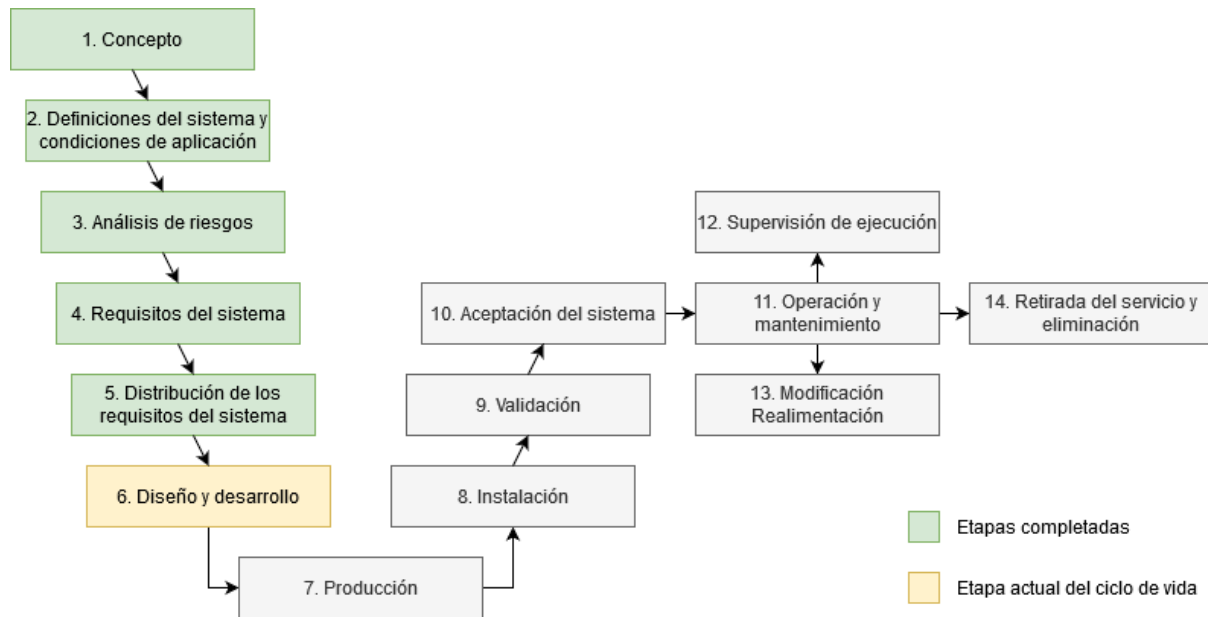 1. Concepto
2. Definiciones del sistema y
condiciones de aplicación
3. Análisis de riesgos
4. Requisitos del sistema
5. Distribución de los
requisitos del sistema
6. Diseño y desarrollo
7. Producción
8. Instalación
9. Validación
10. Aceptación del sistema
11. Operación y
mantenimiento
12. Supervisión de ejecución
13. Modificación
Realimentación
14. Retirada del servicio y
eliminación
Etapas completadas
Etapa actual del ciclo de vida